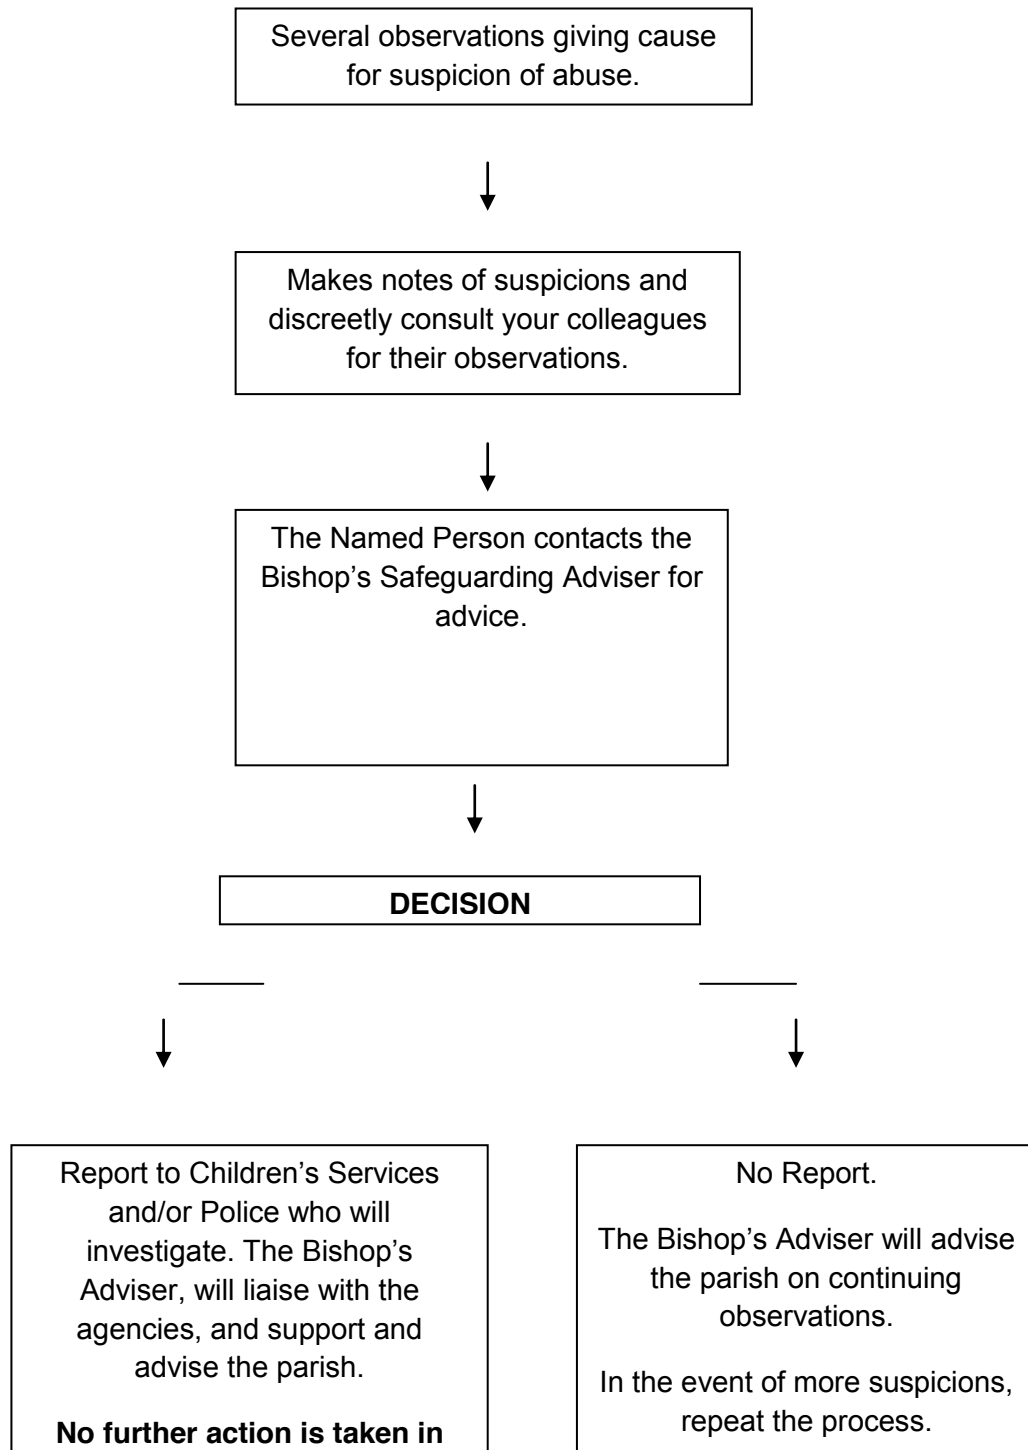 Several observations giving cause
for suspicion of abuse.
Makes notes of suspicions and
discreetly consult your colleagues
for their observations.
The Named Person contacts the
Bishop’s Safeguarding Adviser for
advice.
DECISION
Report to Children’s Services
and/or Police who will
investigate. The Bishop’s
Adviser, will liaise with the
agencies, and support and
advise the parish.
No further action is taken in
No Report.
The Bishop’s Adviser will advise
the parish on continuing
observations.
In the event of more suspicions,
repeat the process.